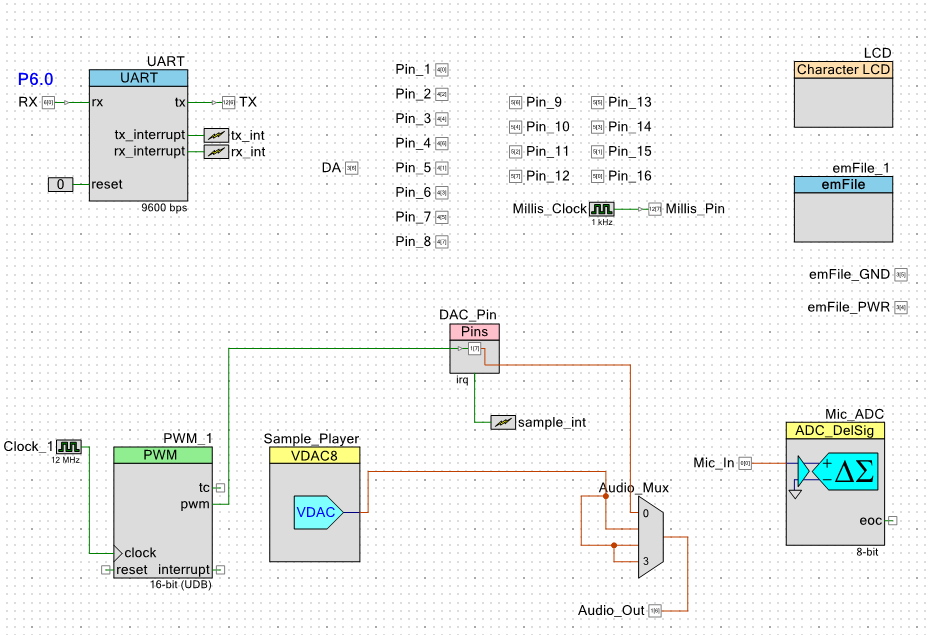 UART
P6.0
UART
RX
rx
tx
TX
tx_interrupt
tx_int
rx_interrupt
rx_int
0
reset
9600 bps
DA
Pin_1
Pin_2
Pin_3
Pin_4
Pin_5
Pin_6
Pin_7
Pin_8
Pin_9
Pin_10
Pin_11
Pin_12
Pin_13
Pin_14
Pin_15
Pin_16
Millis_Clock
1 kHz
Millis_Pin
LCD
Character LCD
emFile_1
emFile
emFile_GND
emFile_PWR
DAC_Pin
Pins
irq
sample_int
Clock_1
12 MHz
PWM_1
PWM
tc
pwm
clock
reset
interrupt
16-bit (UDB)
Sample_Player
VDAC8
VDAC
Audio_Mux
0
3
Audio_Out
Mic_In
Mic_ADC
ADC_DelSig
ΔΣ
eoc
8-bit